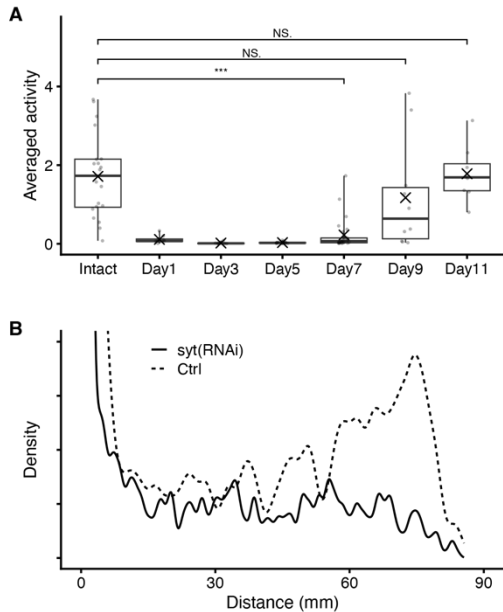 A
NS.
NS.
***
Averaged activity
4
2
0
Intact Day1 Day3 Day5 Day7 Day9 Day11
B
syt(RNAi)
Ctrl
Density
0 30 60 90
Distance (mm)